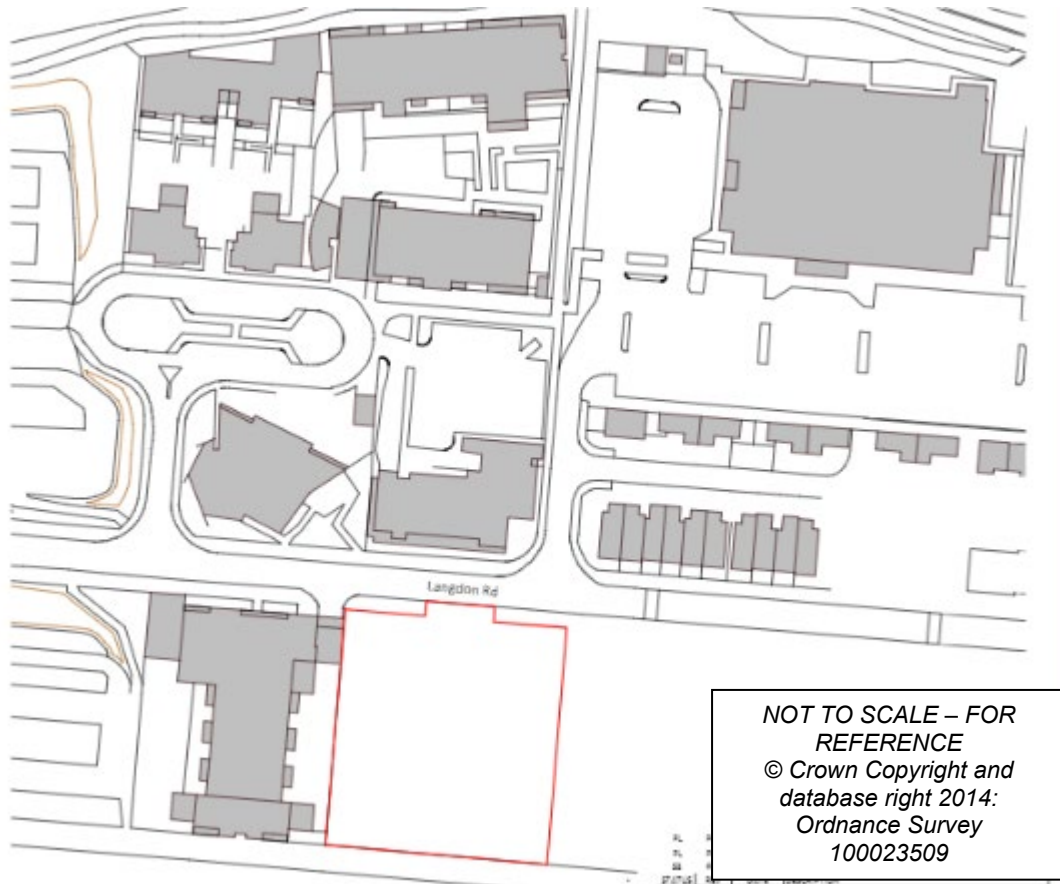 Langdon Rd
NOT TO SCALE – FOR
REFERENCE
© Crown Copyright and
database right 2014:
Ordnance Survey
100023509